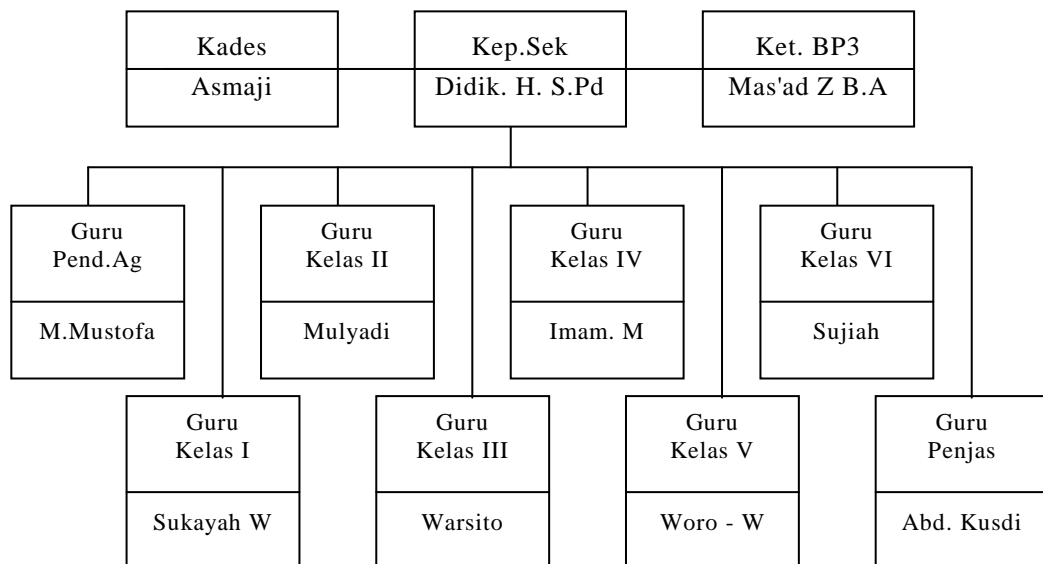 Kades
Asmaji
Kep.Sek
Didik. H. S.Pd
Ket. BP3
Mas'ad Z B.A
Guru
Pend.Ag
M.Mustofa
Guru
Kelas II
Mulyadi
Guru
Kelas IV
Imam. M
Guru
Kelas VI
Sujiah
Guru
Kelas I
Sukayah W
Guru
Kelas III
Warsito
Guru
Kelas V
Woro - W
Guru
Penjas
Abd. Kusdi